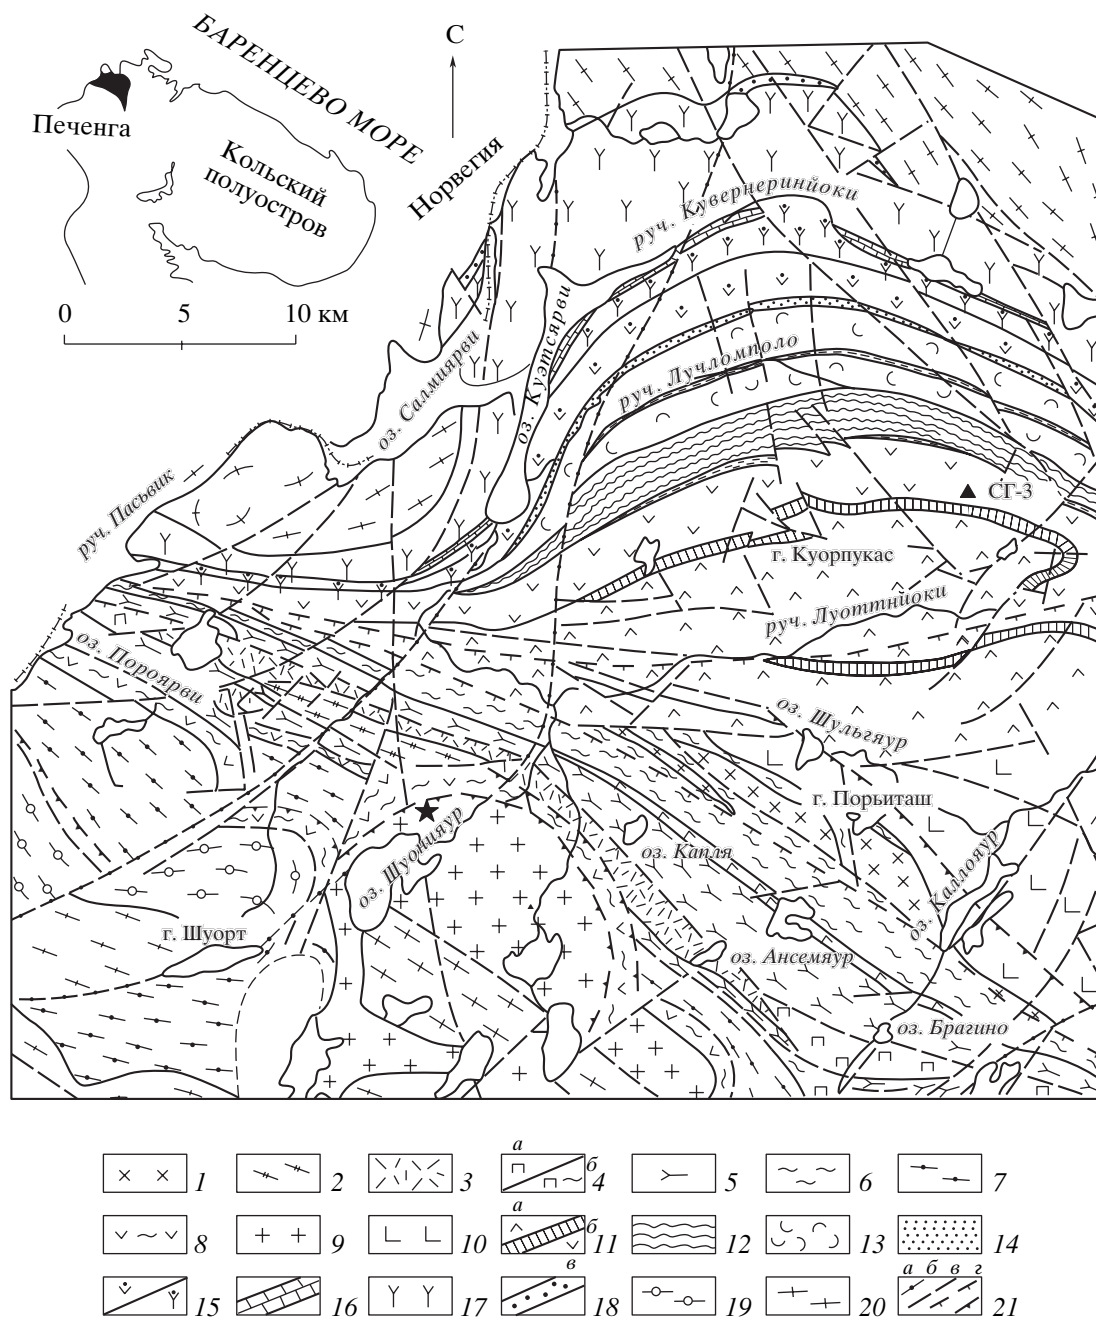 БАРЕНЦЕВО МОРЕ
С
Печенга
Кольский
полуостров
Норвегия
0 5 10 км
руч. Кувернеринйоки
оз. Куэтсярви
оз. Салмиярви
руч. Лучломполо
руч. Пасьвик
СГ-3
г. Куорпукас
руч. Луоттнйоки
оз. Пороярви
оз. Шульгяур
г. Порьиташ
оз. Шуонияур
оз. Капля
оз. Каллояур
г. Шуорт
оз. Ансемяур
оз. Брагино
а
1 2 3 б 4 5 6 7
а
8 9 10 б 11 12 13 14
в а б в г
15 16 17 18 19 20 21